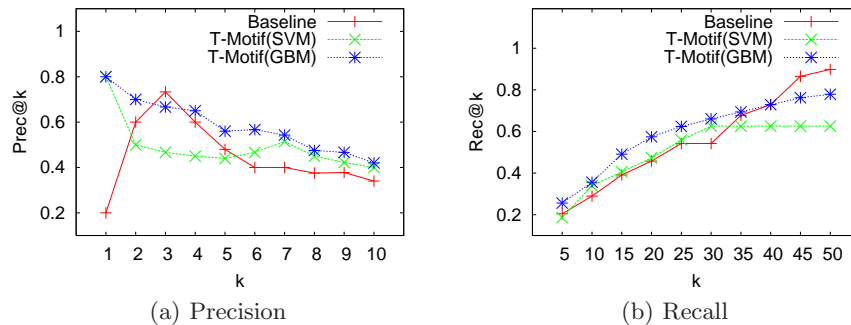 Baseline
T-Motif(SVM)
T-Motif(GBM)
Prec@k
1
0.8
0.6
0.4
0.2
1 2 3 4 5 6 7 8 9 10
k
(a) Precision
Baseline
T-Motif(SVM)
T-Motif(GBM)
Rec@k
1
0.8
0.6
0.4
0.2
5 10 15 20 25 30 35 40 45 50
k
(b) Recall